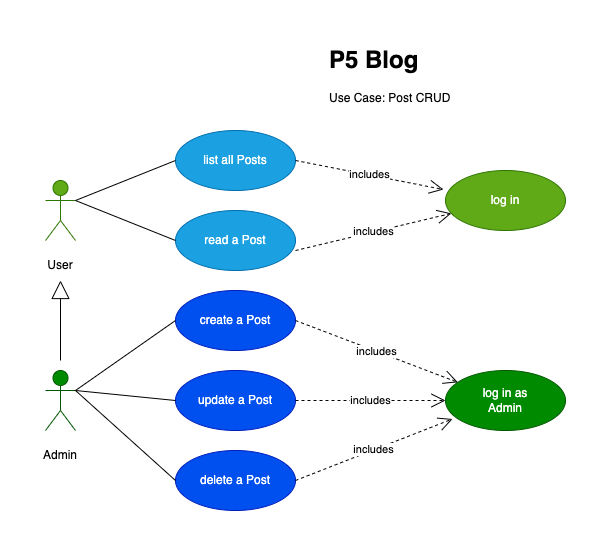 P5 Blog
Use Case: Post CRUD
list all Posts
includes
log in
read a Post
includes
User
create a Post
includes
update a Post
includes
log in as
Admin
delete a Post
includes
Admin